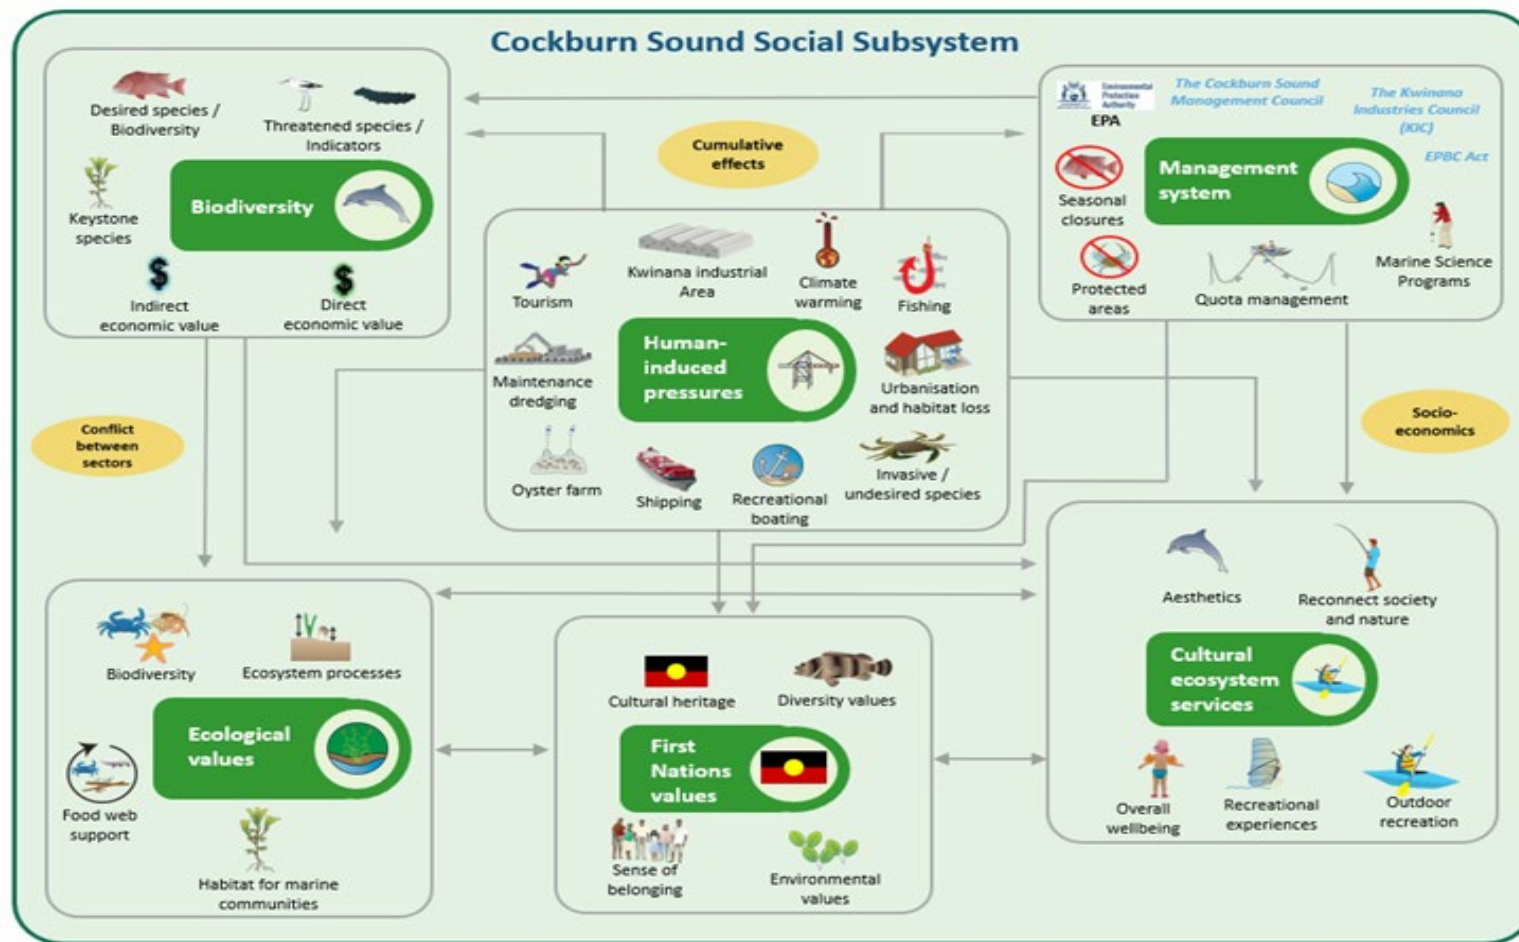 Cockburn Sound Social Subsystem
Desired species /
Biodiversity
Threatened species /
Indicators
Keystone
species
Biodiversity
Indirect
economic value
Direct
economic value
Cumulative
effects
Environmental
Protection
Authority
EPA
The Cockburn Sound
Management Council
The Kwinana
Industries Council
(KIC)
EPBC Act
Management
system
Seasonal
closures
Protected
areas
Quota management
Marine Science
Programs
Tourism
Kwinana industrial
Area
Climate
warming
Fishing
Human-
induced
pressures
Maintenance
dredging
Urbanisation
and habitat loss
Oyster farm
Shipping
Recreational
boating
Invasive /
undesired species
Conflict
between
sectors
Socio-
economics
Biodiversity
Ecosystem processes
Ecological
values
Food web
support
Habitat for marine
communities
Cultural heritage
Diversity values
First
Nations
values
Sense of
belonging
Environmental
values
Aesthetics
Reconnect society
and nature
Cultural
ecosystem
services
Overall
wellbeing
Recreational
experiences
Outdoor
recreation